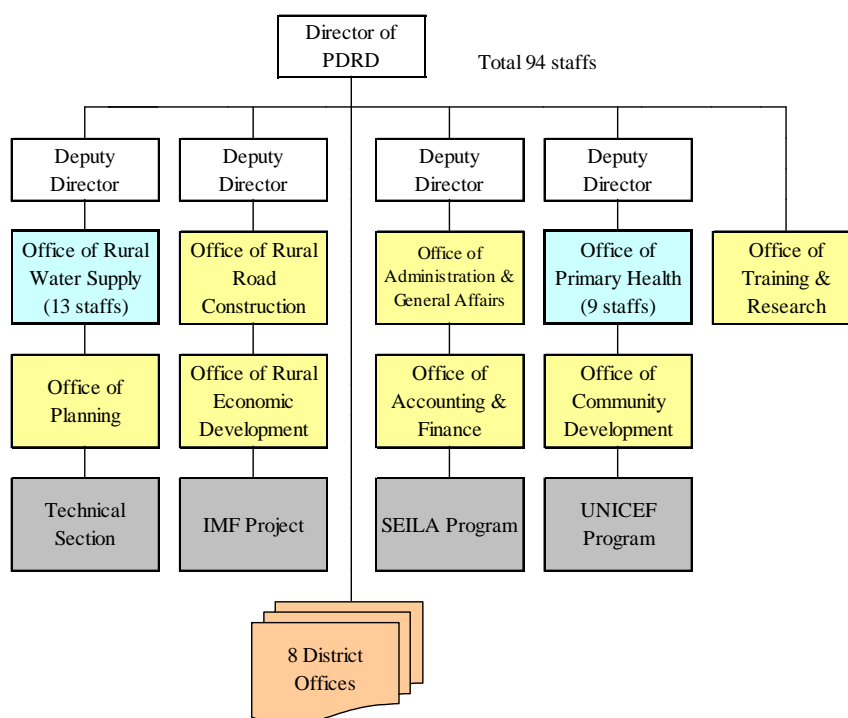 Director of
PDRD
Total 94 staffs
Deputy
Director
Deputy
Director
Deputy
Director
Deputy
Director
Office of Rural
Water Supply
(13 staffs)
Office of Rural
Road
Construction
Office of
Administration &
General Affairs
Office of
Primary Health
(9 staffs)
Office of
Training &
Research
Office of
Planning
Office of Rural
Economic
Development
Office of
Accounting &
Finance
Office of
Community
Development
Technical
Section
IMF Project
SEILA Program
UNICEF
Program
8 District
Offices